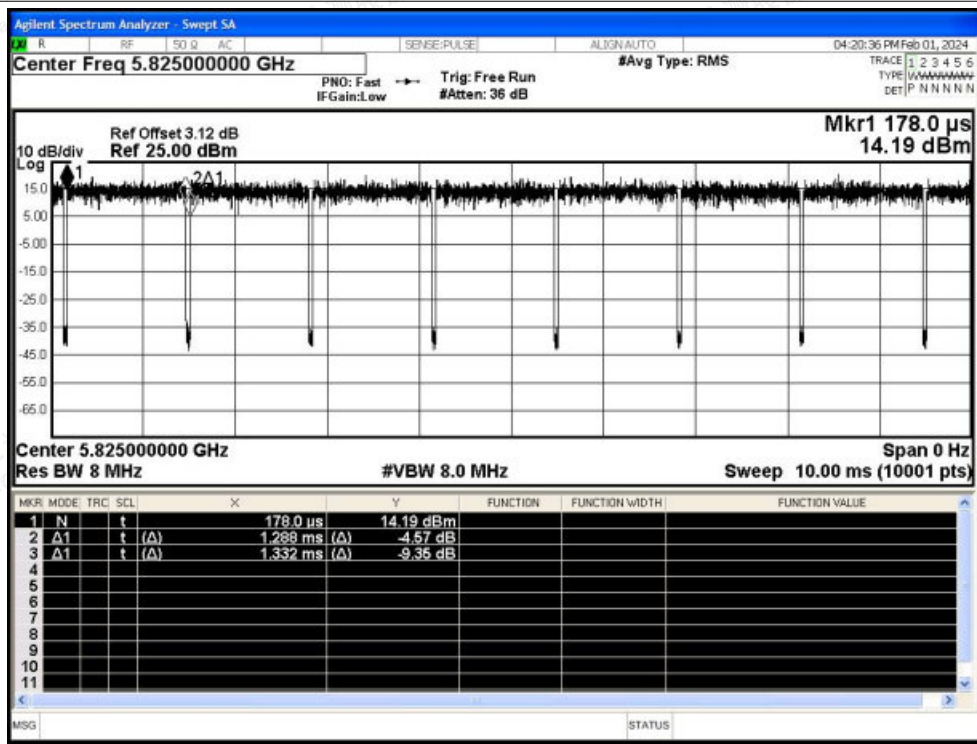 Agilent Spectrum Analyzer - Swept SA
LXI R RF 50 Ω AC SENSE:PULSE ALIGN AUTO 04:20:36 PM Feb 01, 2024
Center Freq 5.825000000 GHz #Avg Type: RMS TRACE 1 2 3 4 5 6
PNO: Fast Trig: Free Run TYPE WWWWWW
IFGain:Low #Atten: 36 dB DET P N N N N N
Mkr1 178.0 µs
Ref Offset 3.12 dB
10 dB/div Ref 25.00 dBm 14.19 dBm
Log
1
2Δ1
15.0
5.00
-5.00
-15.0
-25.0
-35.0
-45.0
-55.0
-65.0
Center 5.825000000 GHz Span 0 Hz
Res BW 8 MHz #VBW 8.0 MHz Sweep 10.00 ms (10001 pts)
MKR MODE TRC SCL X Y FUNCTION FUNCTION WIDTH FUNCTION VALUE
1 N t 178.0 µs 14.19 dBm
2 Δ1 t (Δ) 1.288 ms (Δ) -4.57 dB
3 Δ1 t (Δ) 1.332 ms (Δ) -9.35 dB
4
5
6
7
8
9
10
11
MSG STATUS